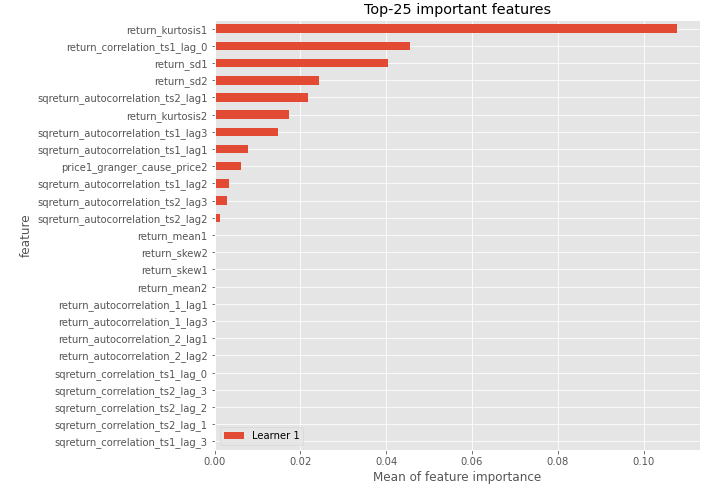 Top-25 important features
return_kurtosis1
return_correlation_ts1_lag_0
return_sd1
return_sd2
sqreturn_autocorrelation_ts2_lag1
return_kurtosis2
sqreturn_autocorrelation_ts1_lag3
sqreturn_autocorrelation_ts1_lag1
price1_granger_cause_price2
sqreturn_autocorrelation_ts1_lag2
sqreturn_autocorrelation_ts2_lag3
sqreturn_autocorrelation_ts2_lag2
return_mean1
return_skew2
return_skew1
return_mean2
return_autocorrelation_1_lag1
return_autocorrelation_1_lag3
return_autocorrelation_2_lag1
return_autocorrelation_2_lag2
sqreturn_correlation_ts1_lag_0
sqreturn_correlation_ts2_lag_3
sqreturn_correlation_ts2_lag_2
sqreturn_correlation_ts2_lag_1
sqreturn_correlation_ts1_lag_3
feature
Learner 1
0.00 0.02 0.04 0.06 0.08 0.10
Mean of feature importance